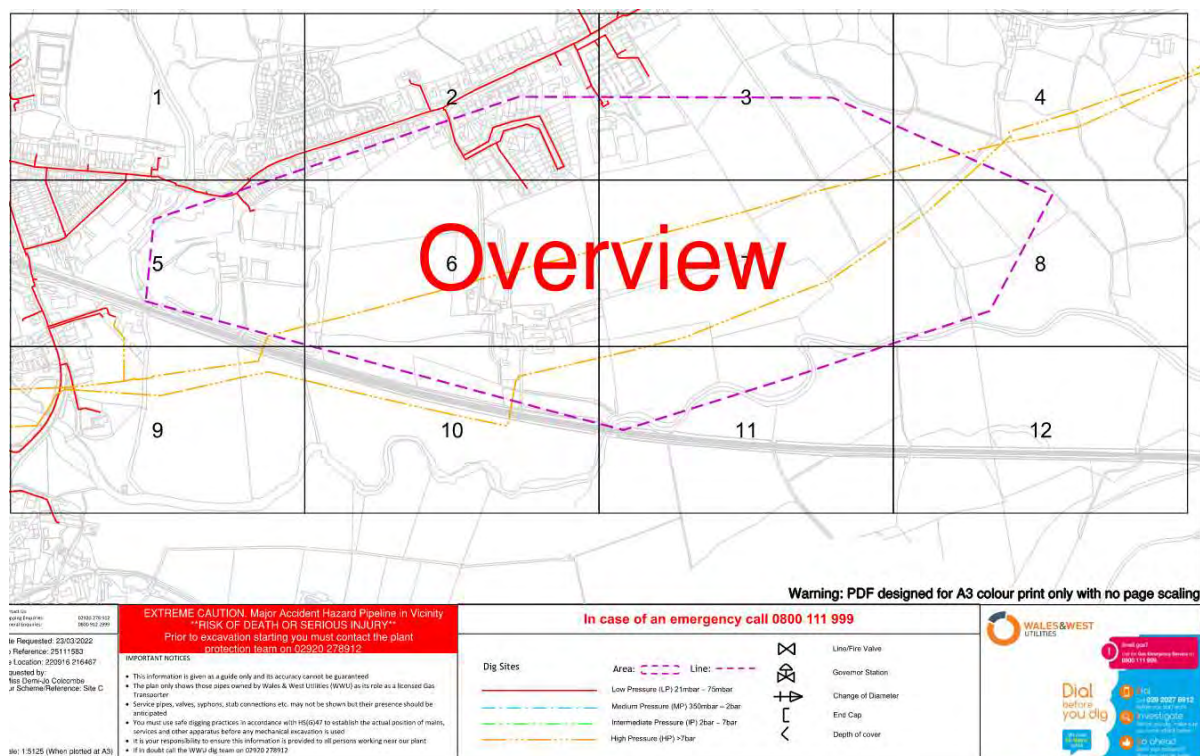 1
2
3
4
5
6
7
8
Overview
9
10
11
12
Warning: PDF designed for A3 colour print only with no page scaling
EXTREME CAUTION. Major Accident Hazard Pipeline in Vicinity
**RISK OF DEATH OR SERIOUS INJURY**
Prior to excavation starting you must contact the plant
protection team on 02920 278912
IMPORTANT NOTICES
• This information is given as a guide only and its accuracy cannot be guaranteed
• The plan only shows those pipes owned by Wales & West Utilities (WWU) as its role as a licensed Gas
Transporter
• Service pipes, valves, syphons, stub connections etc. may not be shown but their presence should be
anticipated
• You must use safe digging practices in accordance with HS(G)47 to establish the actual position of mains,
services and other apparatus before any mechanical excavation is used
• It is your responsibility to ensure this information is provided to all persons working near our plant
• If in doubt call the WWU dig team on 02920 278912
te Requested: 23/03/2022
Reference: 25111583
e Location: 220916 216467
quested by:
Miss Demi-Jo Colcombe
ur Scheme/Reference: Site C
ale: 1:5125 (When plotted at A3)
In case of an emergency call 0800 111 999
Dig Sites
Area:
Line:
Low Pressure (LP) 21mbar – 75mbar
Medium Pressure (MP) 350mbar – 2bar
Intermediate Pressure (IP) 2bar – 7bar
High Pressure (HP) >7bar
Line/Fire Valve
Governor Station
Change of Diameter
End Cap
Depth of cover
WALES&WEST
UTILITIES
Smell gas?
0800 111 999
Dial
before
you dig
Dial
Investigate
Go ahead